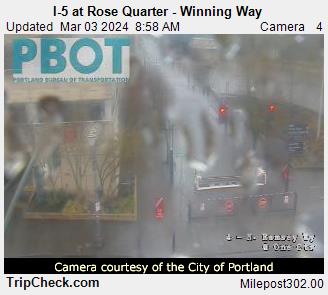 I-5 at Rose Quarter - Winning Way
Updated Mar 03 2024 8:58 AM Camera 4
PBOT
PORTLAND BUREAU OF TRANSPORTATION
Camera courtesy of the City of Portland
TripCheck.com Milepost302.00